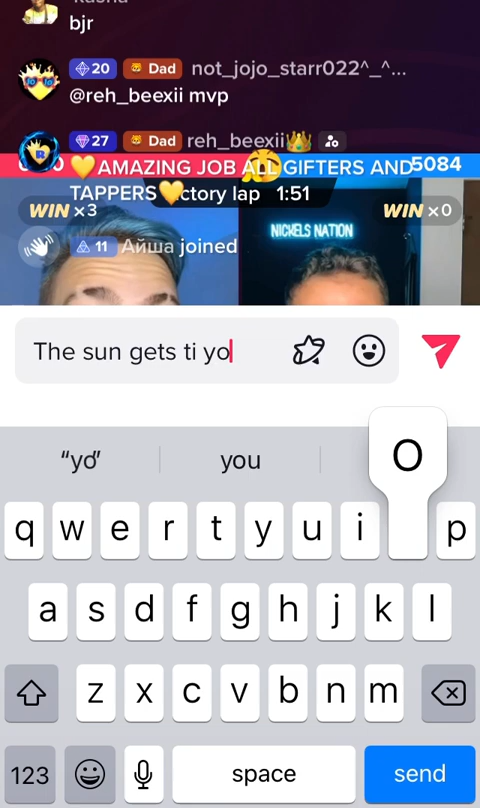 bjr
20 Dad not_jojo_starr022^_^...
@reh_beexii mvp
27 Dad reh_beexii👑
💛AMAZING JOB ALL GIFTERS AND 5084
TAPPERS💛ctory lap 1:51
WIN ×3 WIN ×0
NICKELS NATION
11 Айша joined
The sun gets ti yo
“yo” you
O
q w e r t y u i p
a s d f g h j k l
z x c v b n m
123 space send